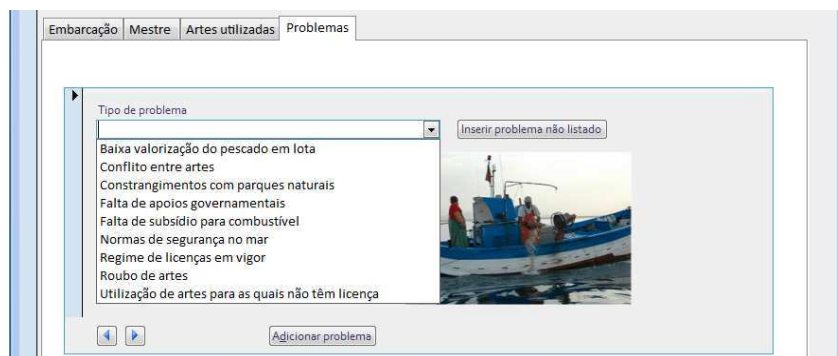 Embarcação Mestre Artes utilizadas Problemas
Tipo de problema
Inserir problema não listado
Baixa valorização do pescado em lota
Conflito entre artes
Constrangimentos com parques naturais
Falta de apoios governamentais
Falta de subsídio para combustível
Normas de segurança no mar
Regime de licenças em vigor
Roubo de artes
Utilização de artes para as quais não têm licença
Adicionar problema